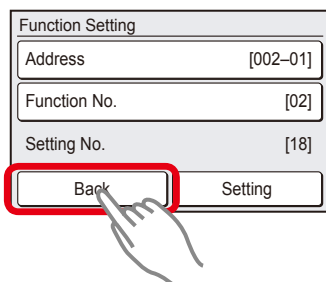 Function Setting
Address [002–01]
Function No. [02]
Setting No. [18]
Back Setting